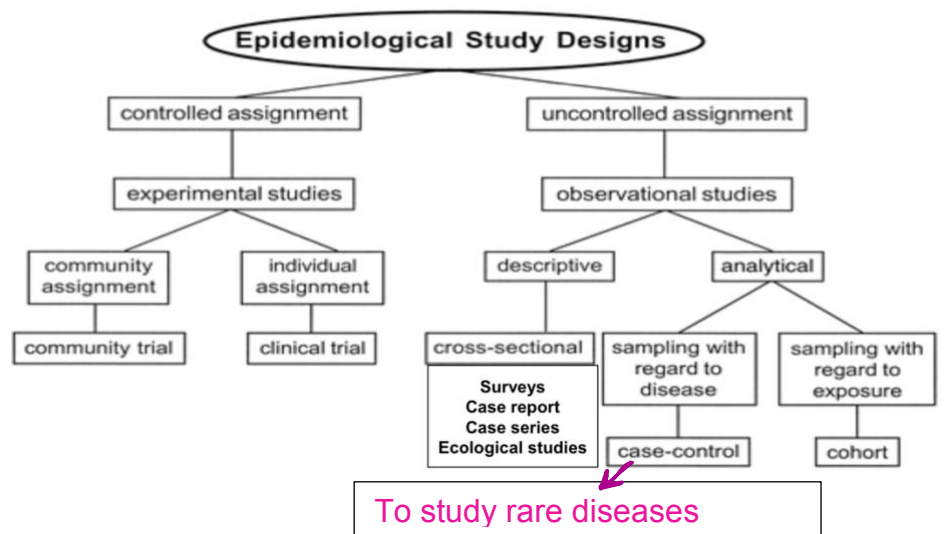 Epidemiological Study Designs
controlled assignment
uncontrolled assignment
experimental studies
observational studies
community
assignment
individual
assignment
descriptive
analytical
community trial
clinical trial
cross-sectional
sampling with
regard to
disease
sampling with
regard to
exposure
Surveys
Case report
Case series
Ecological studies
case-control
cohort
To study rare diseases